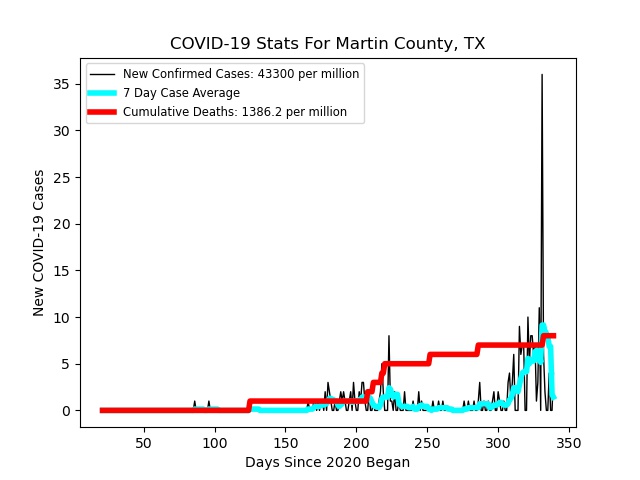 COVID-19 Stats For Martin County, TX
New Confirmed Cases: 43300 per million
7 Day Case Average
Cumulative Deaths: 1386.2 per million
New COVID-19 Cases
35
30
25
20
15
10
5
0
50 100 150 200 250 300 350
Days Since 2020 Began